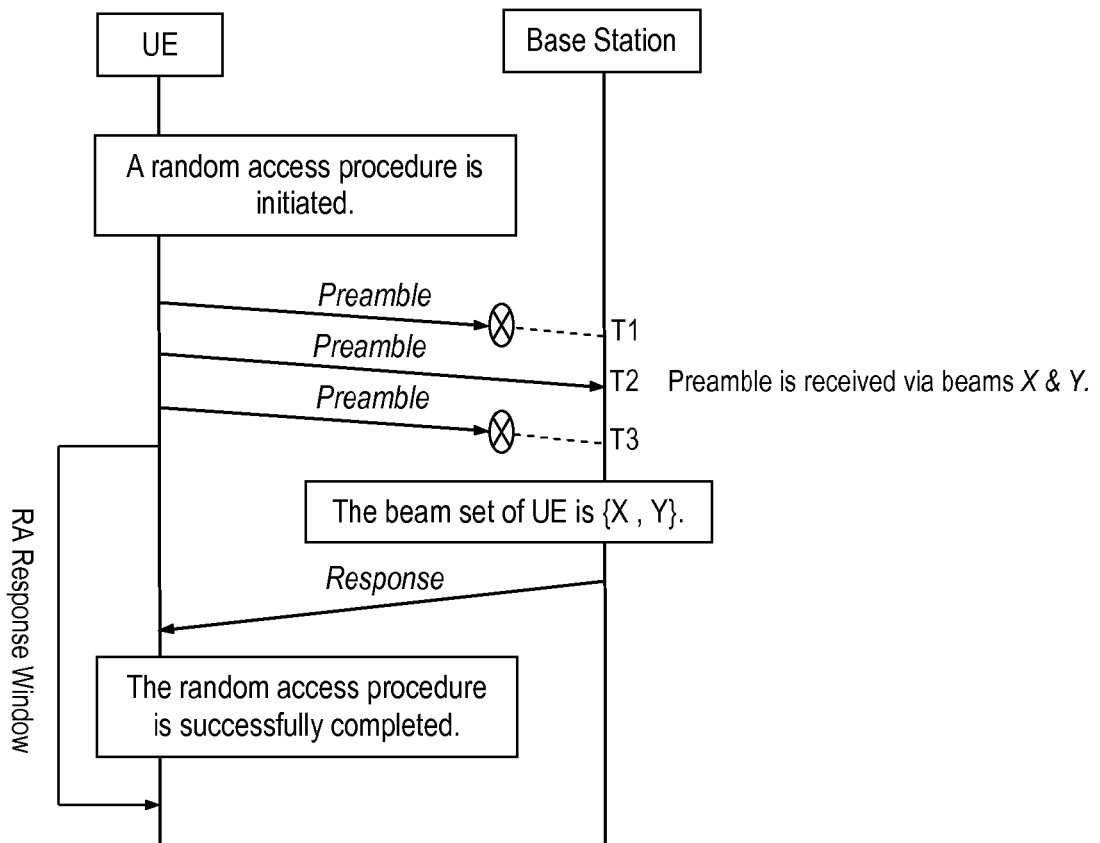 UE
Base Station
A random access procedure is
initiated.
Preamble
T1
Preamble
T2
Preamble is received via beams X & Y.
Preamble
T3
The beam set of UE is {X , Y}.
Response
RA Response Window
The random access procedure
is successfully completed.